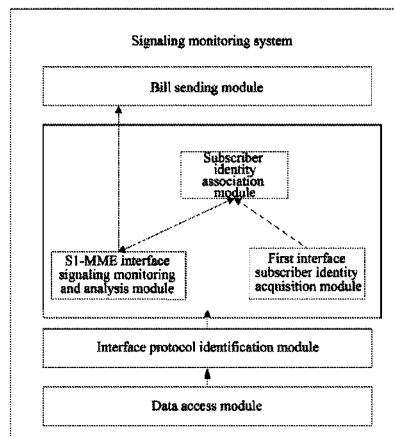 Signaling monitoring system
Bill sending module
Subscriber
identity
association
module
S1-MME interface
signaling monitoring
and analysis module
First interface
subscriber identity
acquisition module
Interface protocol identification module
Data access module